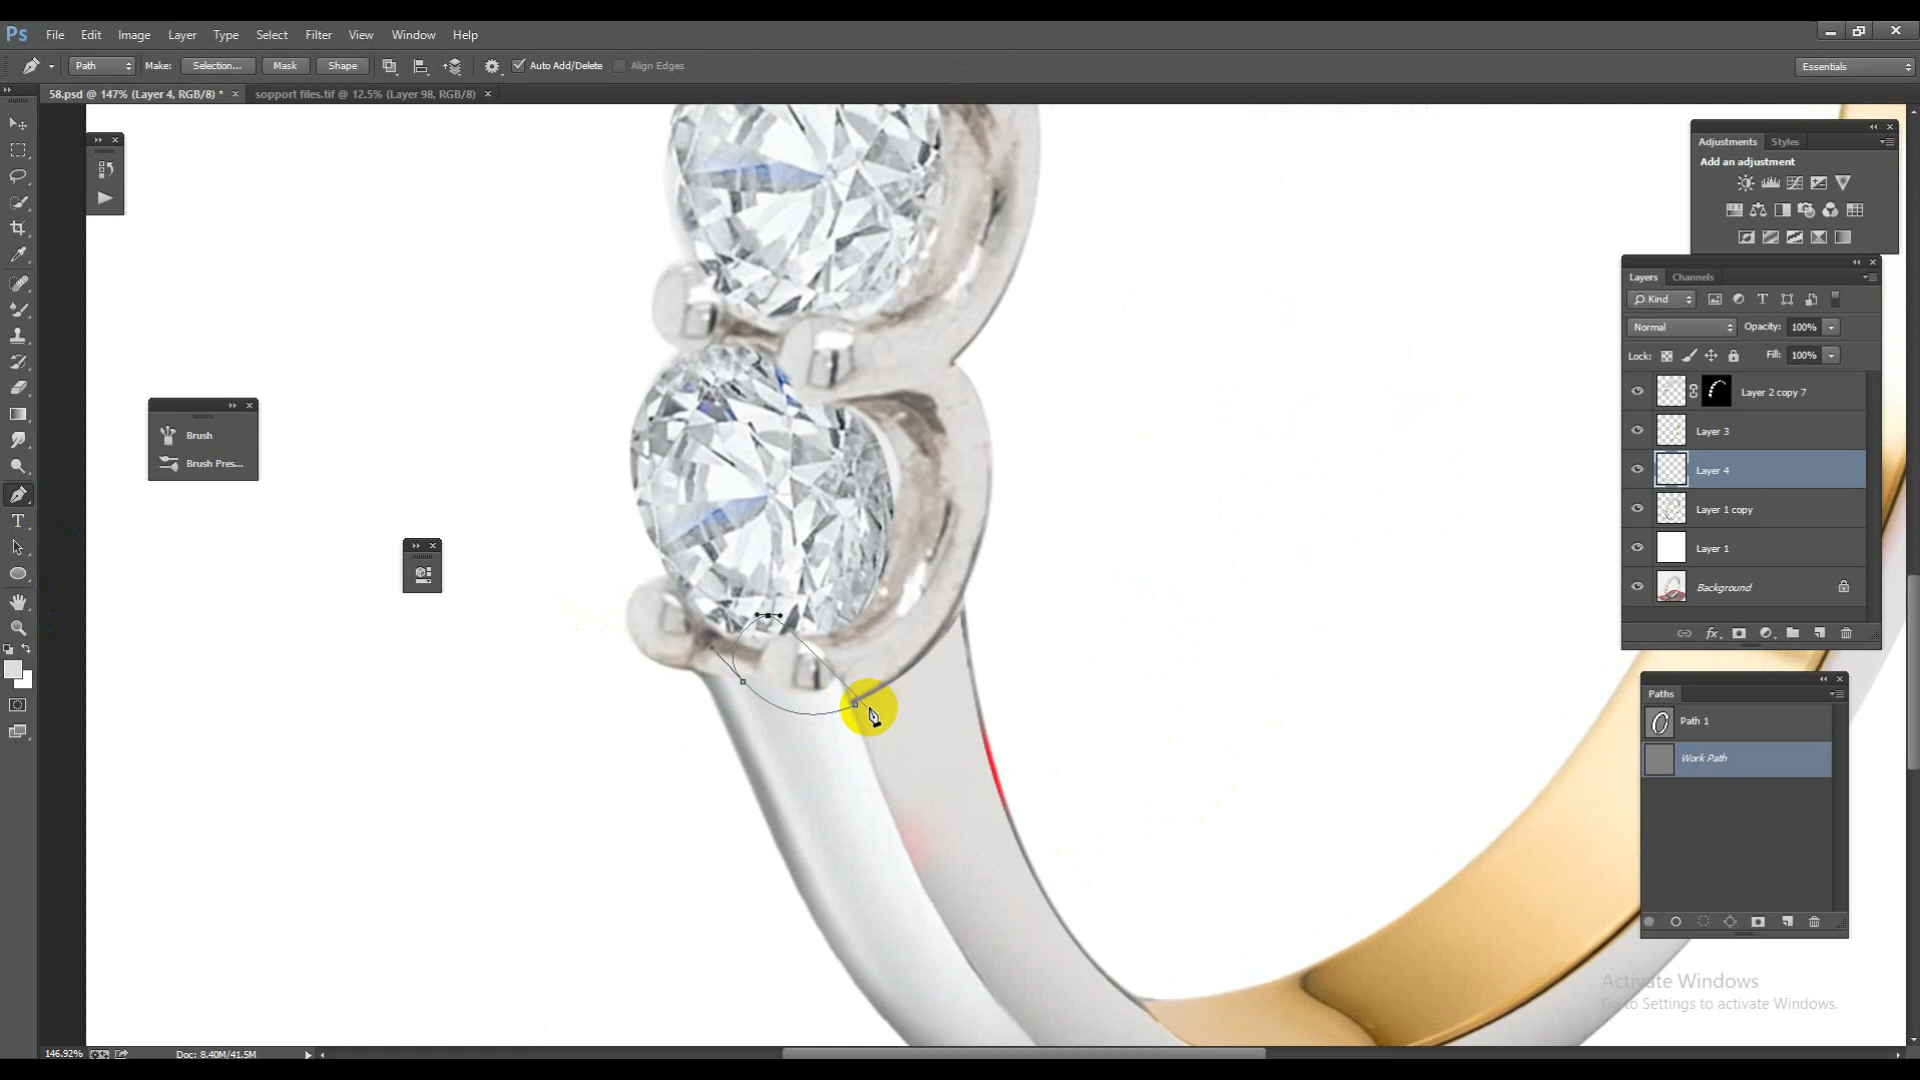 Ps File Edit Image Layer Type Select Filter View Window Help
Path Make: Selection... Mask Shape Auto Add/Delete Align Edges Essentials
58.psd @ 147% (Layer 4, RGB/8) * × sopport files.tif @ 12.5% (Layer 98, RGB/8) ×
Adjustments Styles
Add an adjustment
Layers Channels
Kind
Normal Opacity: 100%
Lock: Fill: 100%
Layer 2 copy 7
Layer 3
Layer 4
Layer 1 copy
Layer 1
Background
Brush
Brush Pres...
Paths
Path 1
Work Path
Activate Windows
Go to Settings to activate Windows.
146.92% Doc: 8.40M/41.5M